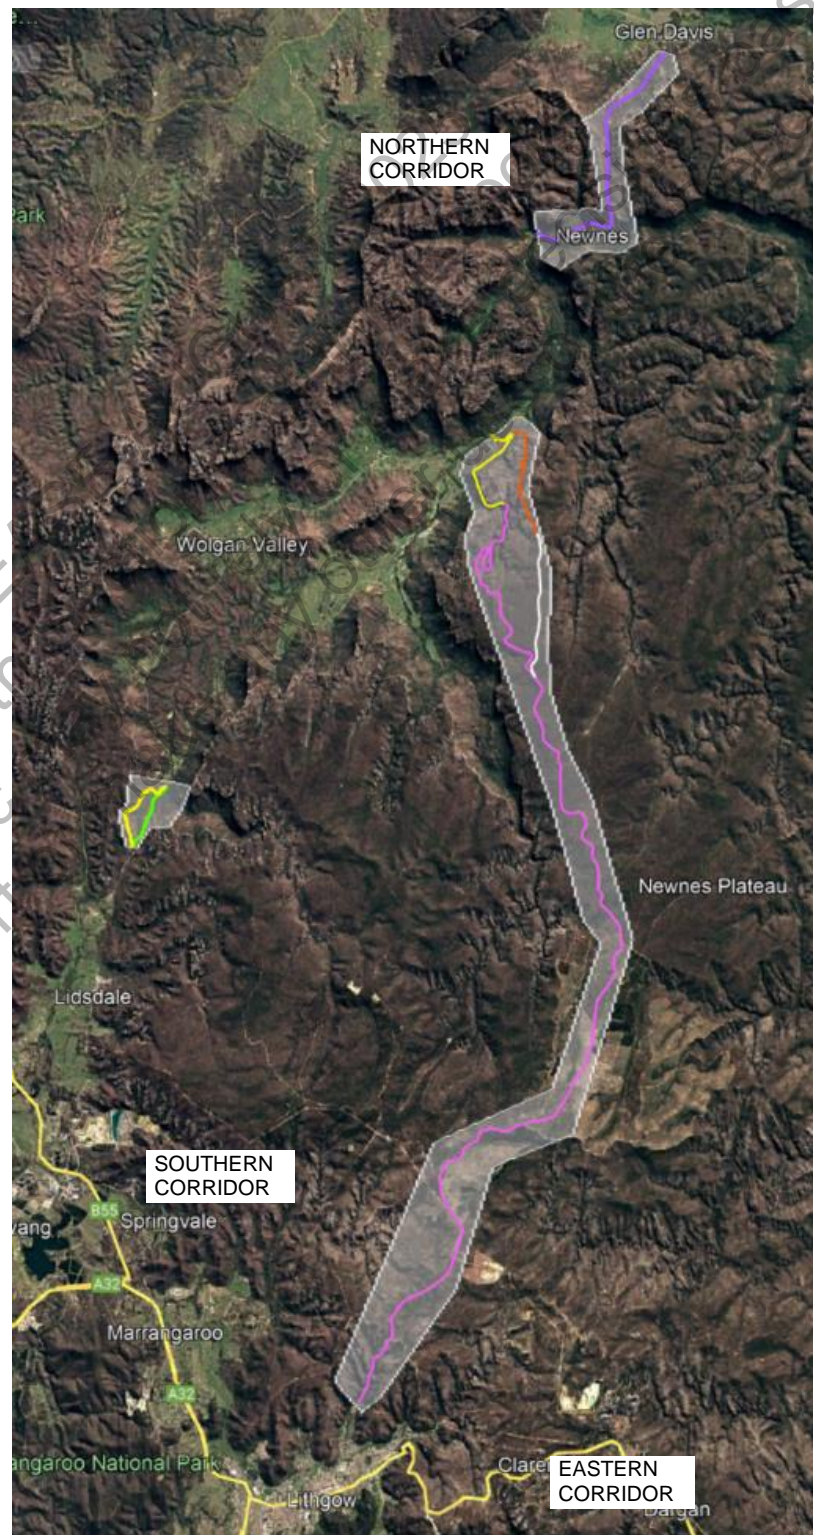 Glen Davis
NORTHERN
CORRIDOR
Park
Newnes
Wolgan Valley
Newnes Plateau
Lidsdale
SOUTHERN
CORRIDOR
B55
Springvale
A32
Marrangaroo
A32
angaroo National Park
EASTERN
CORRIDOR
Lithgow
Dargan